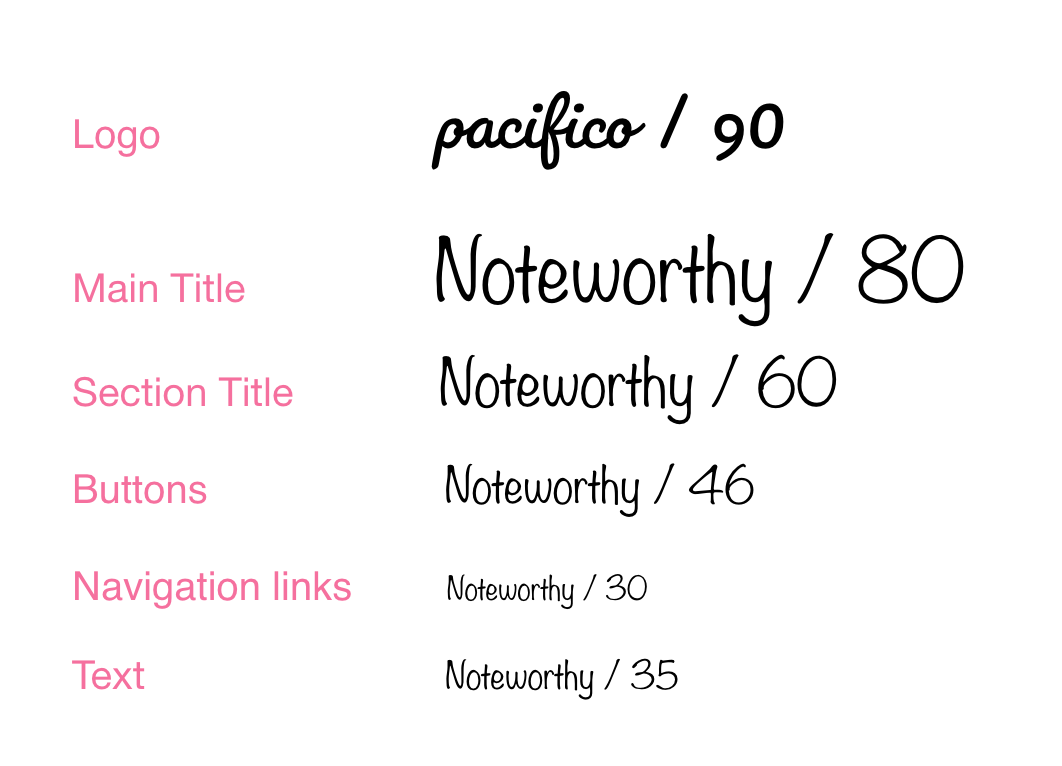 Logo pacifico / 90
Main Title Noteworthy / 80
Section Title Noteworthy / 60
Buttons Noteworthy / 46
Navigation links Noteworthy / 30
Text Noteworthy / 35